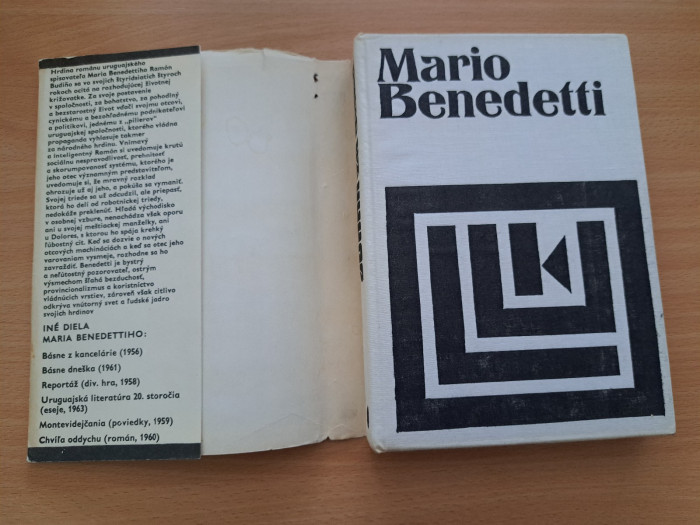 Hrdina románu uruguajského
spisovateľa Maria Benedettiho Ramón
Budiño sa vo svojich štyridsiatich štyroch
rokoch ocitá na rozhodujúcej životnej
križovatke. Za svoje postavenie
v spoločnosti, za bohatstvo, za pohodlný
a bezstarostný život vďačí svojmu otcovi,
cynickému a bezohľadnému podnikateľovi
a politikovi, jednému z „pilierov"
uruguajskej spoločnosti, ktorého vládna
propaganda vyhlasuje takmer
za národného hrdinu. Vnímavý
a inteligentný Ramón si uvedomuje krutú
sociálnu nespravodlivosť, prehnitosť
a skorumpovanosť systému, ktorého je
jeho otec významným predstaviteľom,
uvedomuje si, že mravný rozklad
ohrozuje už aj jeho, a pokúša sa vymaniť.
Svojej triede sa už odcudzil, ale priepasť,
ktorá ho delí od robotníckej triedy,
nedokáže preklenúť. Hľadá východisko
v osobnej vzbure, nenachádza však oporu
ani u svojej meštiackej manželky, ani
u Dolores, s ktorou ho spája krehký
ľúbostný cit. Keď sa dozvie o nových
otcových machináciách a keď sa otec jeho
varovaniam vysmeje, rozhodne sa ho
zavraždiť. Benedetti je bystrý
a neľútostný pozorovateľ, ostrým
výsmechom šľahá bezduchosť,
provincionalizmus a koristníctvo
vládnúcich vrstiev, zároveň však citlivo
odkrýva vnútorný svet a ľudské jadro
svojich hrdinov
INÉ DIELA
MARIA BENEDETTIHO:
Básne z kancelárie (1956)
Básne dneška (1961)
Reportáž (div. hra, 1958)
Uruguajská literatúra 20. storočia
(eseje, 1963)
Montevidejčania (poviedky, 1959)
Chvíľa oddychu (román, 1960)
Mario
Benedetti